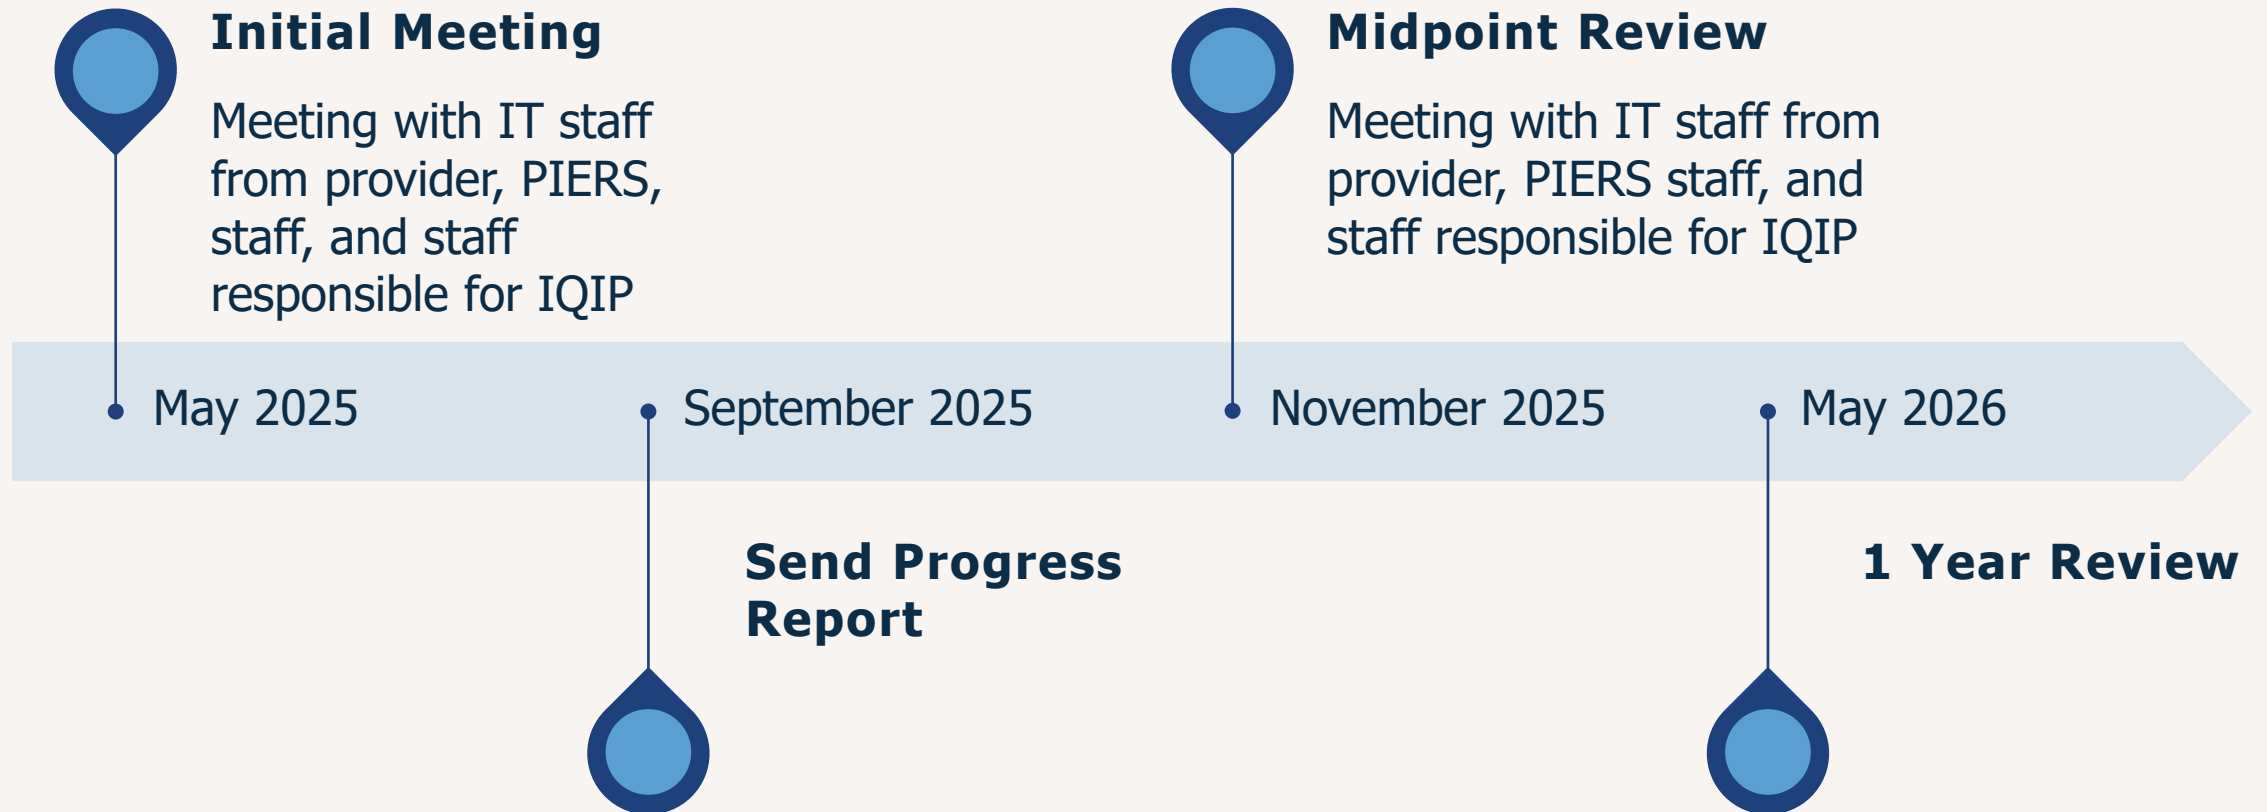 Initial Meeting
Meeting with IT staff
from provider, PIERS,
staff, and staff
responsible for IQIP
Midpoint Review
Meeting with IT staff from
provider, PIERS staff, and
staff responsible for IQIP
May 2025
September 2025
November 2025
May 2026
Send Progress
Report
1 Year Review